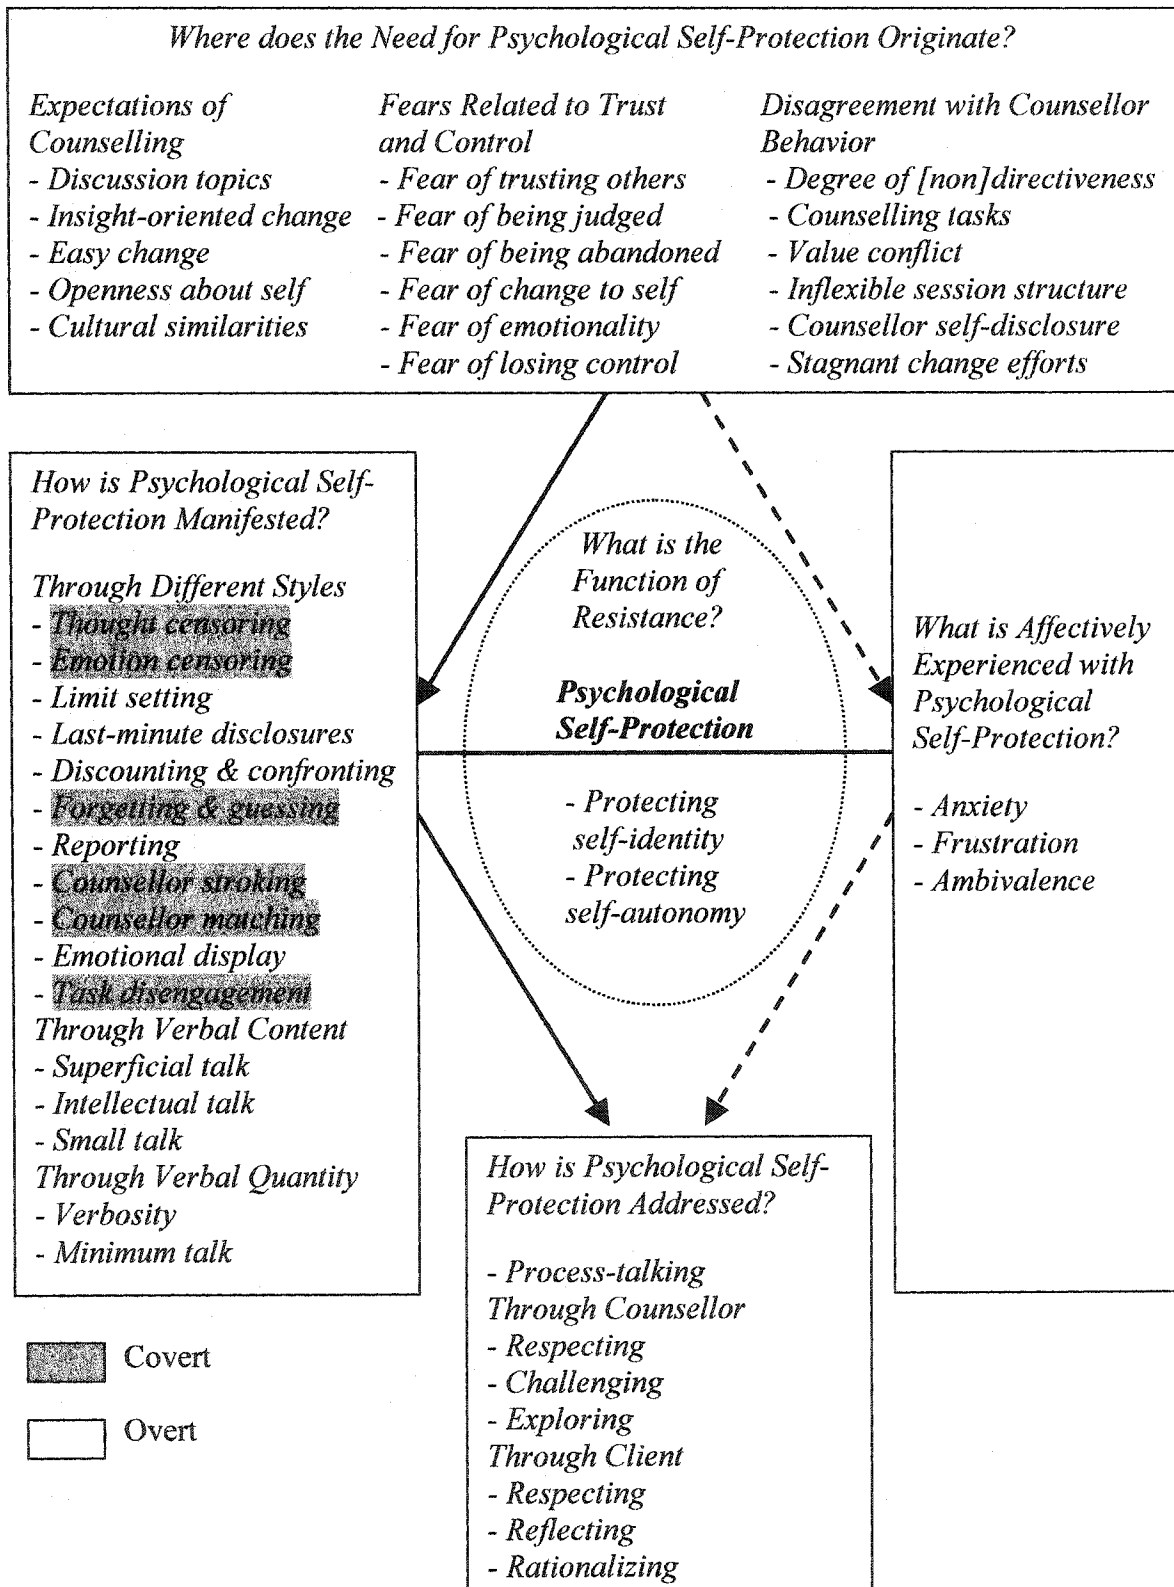 Where does the Need for Psychological Self-Protection Originate?
Expectations of
Counselling
- Discussion topics
- Insight-oriented change
- Easy change
- Openness about self
- Cultural similarities
Fears Related to Trust
and Control
- Fear of trusting others
- Fear of being judged
- Fear of being abandoned
- Fear of change to self
- Fear of emotionality
- Fear of losing control
Disagreement with Counsellor
Behavior
- Degree of [non]directiveness
- Counselling tasks
- Value conflict
- Inflexible session structure
- Counsellor self-disclosure
- Stagnant change efforts
How is Psychological Self-
Protection Manifested?
Through Different Styles
- Thought censoring
- Emotion censoring
- Limit setting
- Last-minute disclosures
- Discounting & confronting
- Forgetting & guessing
- Reporting
- Counsellor stroking
- Counsellor matching
- Emotional display
- Task disengagement
Through Verbal Content
- Superficial talk
- Intellectual talk
- Small talk
Through Verbal Quantity
- Verbosity
- Minimum talk
What is the
Function of
Resistance?
Psychological
Self-Protection
- Protecting
self-identity
- Protecting
self-autonomy
What is Affectively
Experienced with
Psychological
Self-Protection?
- Anxiety
- Frustration
- Ambivalence
How is Psychological Self-
Protection Addressed?
- Process-talking
Through Counsellor
- Respecting
- Challenging
- Exploring
Through Client
- Respecting
- Reflecting
- Rationalizing
Covert
Overt